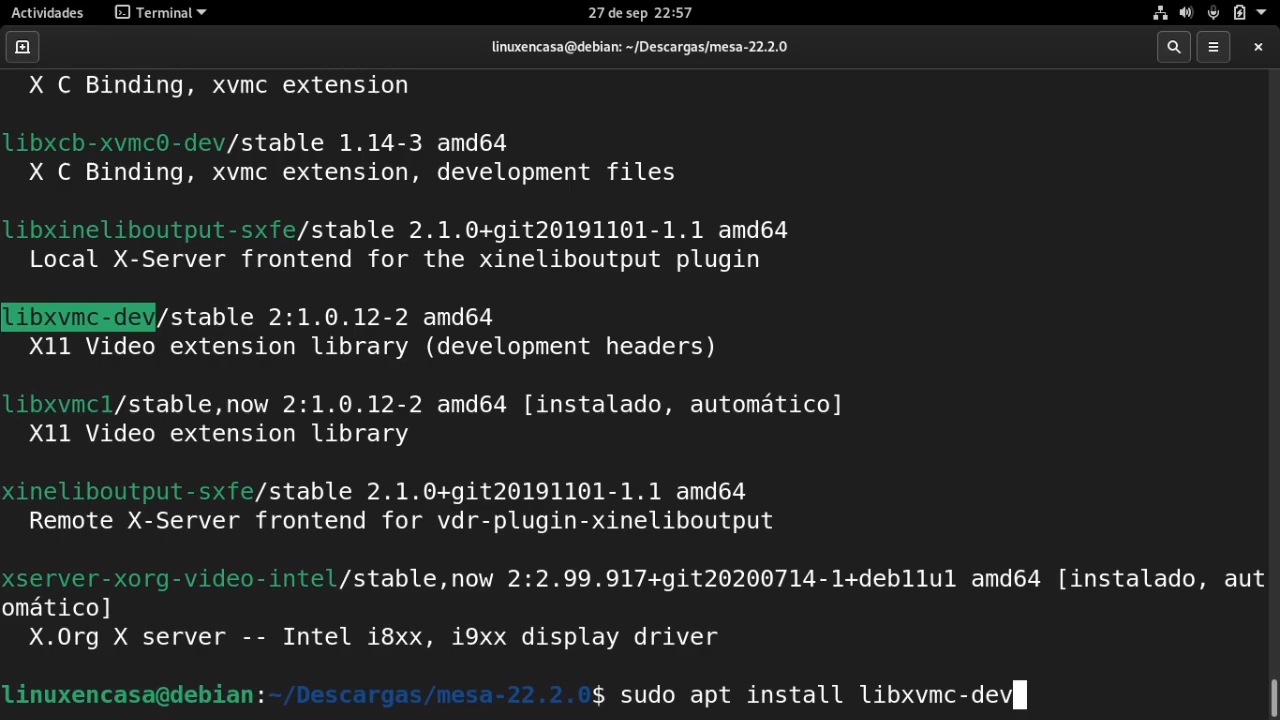 Actividades Terminal 27 de sep 22:57
linuxencasa@debian: ~/Descargas/mesa-22.2.0
X C Binding, xvmc extension
libxcb-xvmc0-dev/stable 1.14-3 amd64
X C Binding, xvmc extension, development files
libxineliboutput-sxfe/stable 2.1.0+git20191101-1.1 amd64
Local X-Server frontend for the xineliboutput plugin
libxvmc-dev/stable 2:1.0.12-2 amd64
X11 Video extension library (development headers)
libxvmc1/stable,now 2:1.0.12-2 amd64 [instalado, automático]
X11 Video extension library
xineliboutput-sxfe/stable 2.1.0+git20191101-1.1 amd64
Remote X-Server frontend for vdr-plugin-xineliboutput
xserver-xorg-video-intel/stable,now 2:2.99.917+git20200714-1+deb11u1 amd64 [instalado, aut
omático]
X.Org X server -- Intel i8xx, i9xx display driver
linuxencasa@debian:~/Descargas/mesa-22.2.0$ sudo apt install libxvmc-dev